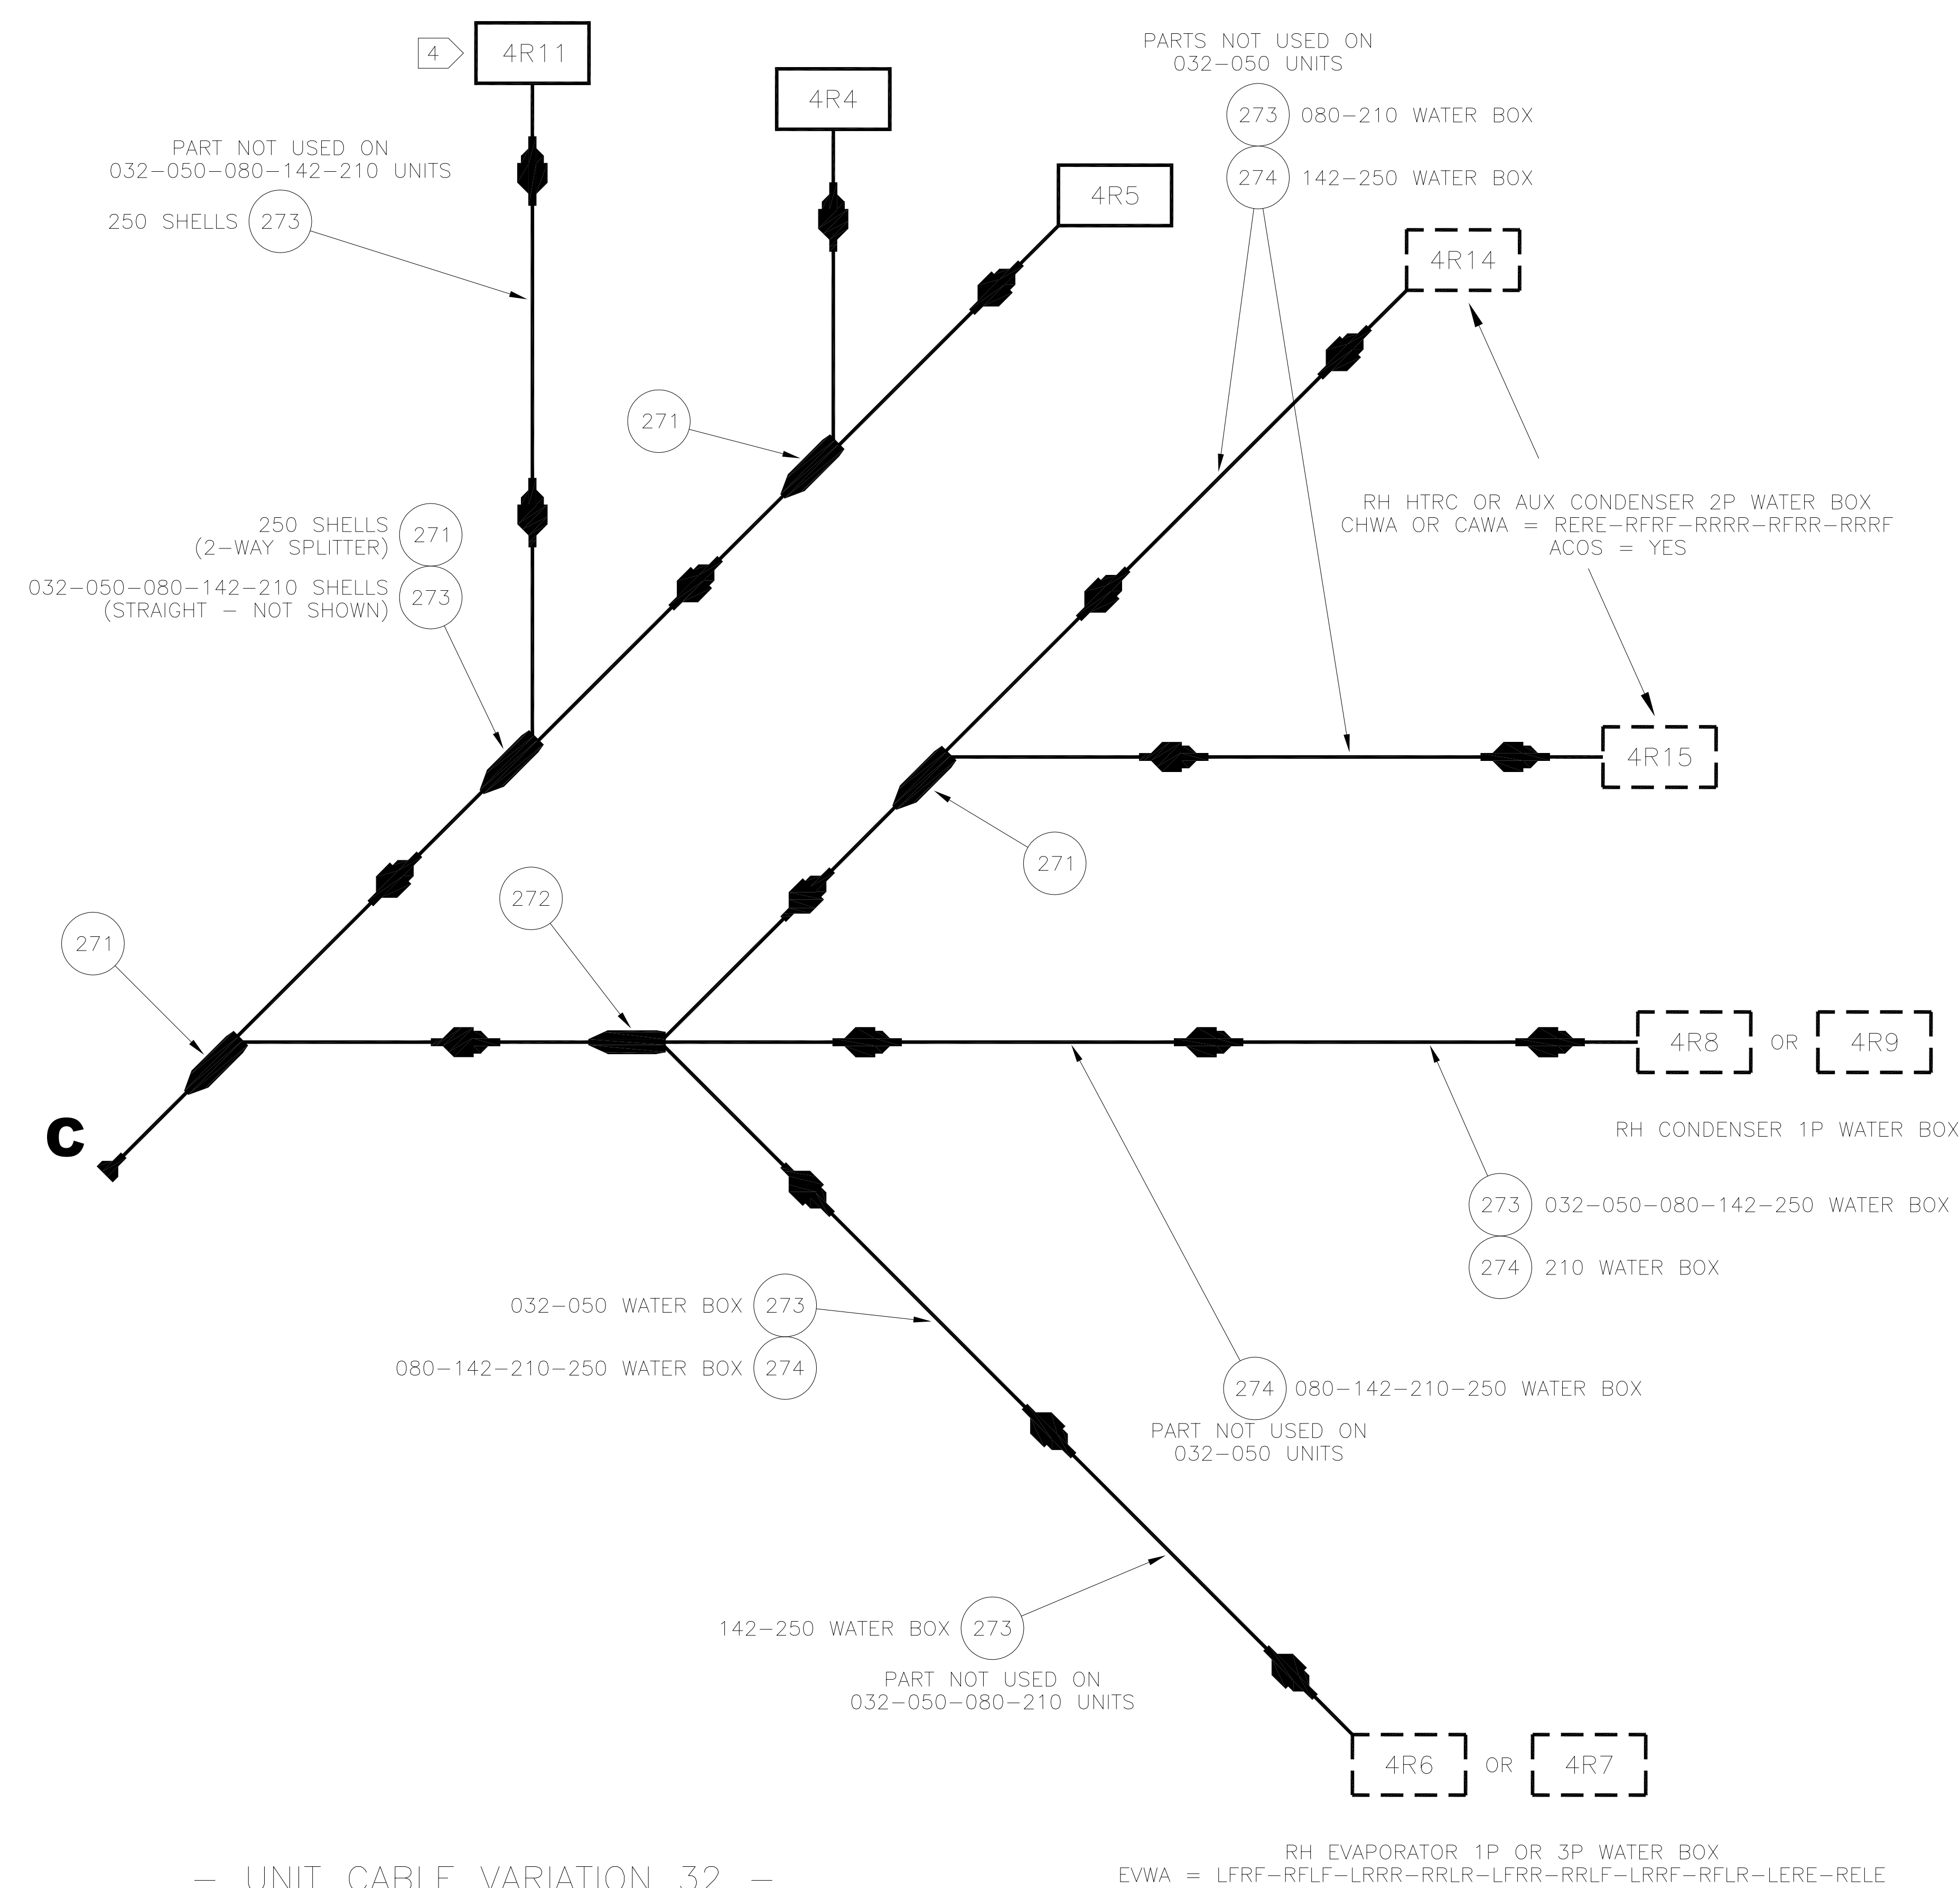 4
4R11
4R4
PARTS NOT USED ON
032-050 UNITS
273 080-210 WATER BOX
274 142-250 WATER BOX
PART NOT USED ON
032-050-080-142-210 UNITS
250 SHELLS 273
4R5
4R14
271
250 SHELLS
(2-WAY SPLITTER)
271
032-050-080-142-210 SHELLS
(STRAIGHT - NOT SHOWN)
273
RH HTRC OR AUX CONDENSER 2P WATER BOX
CHWA OR CAWA = RERE-RFRF-RRRR-RFRR-RRRF
ACOS = YES
4R15
271
272
271
C
4R8 OR 4R9
RH CONDENSER 1P WATER BOX
273 032-050-080-142-250 WATER BOX
274 210 WATER BOX
032-050 WATER BOX 273
080-142-210-250 WATER BOX 274
274 080-142-210-250 WATER BOX
PART NOT USED ON
032-050 UNITS
142-250 WATER BOX 273
PART NOT USED ON
032-050-080-210 UNITS
4R6 OR 4R7
RH EVAPORATOR 1P OR 3P WATER BOX
EVWA = LFRF-RFLF-LRRR-RRLR-LFRR-RRLF-LRRF-RFLR-LERE-RELE
- UNIT CABLE VARIATION 32 -